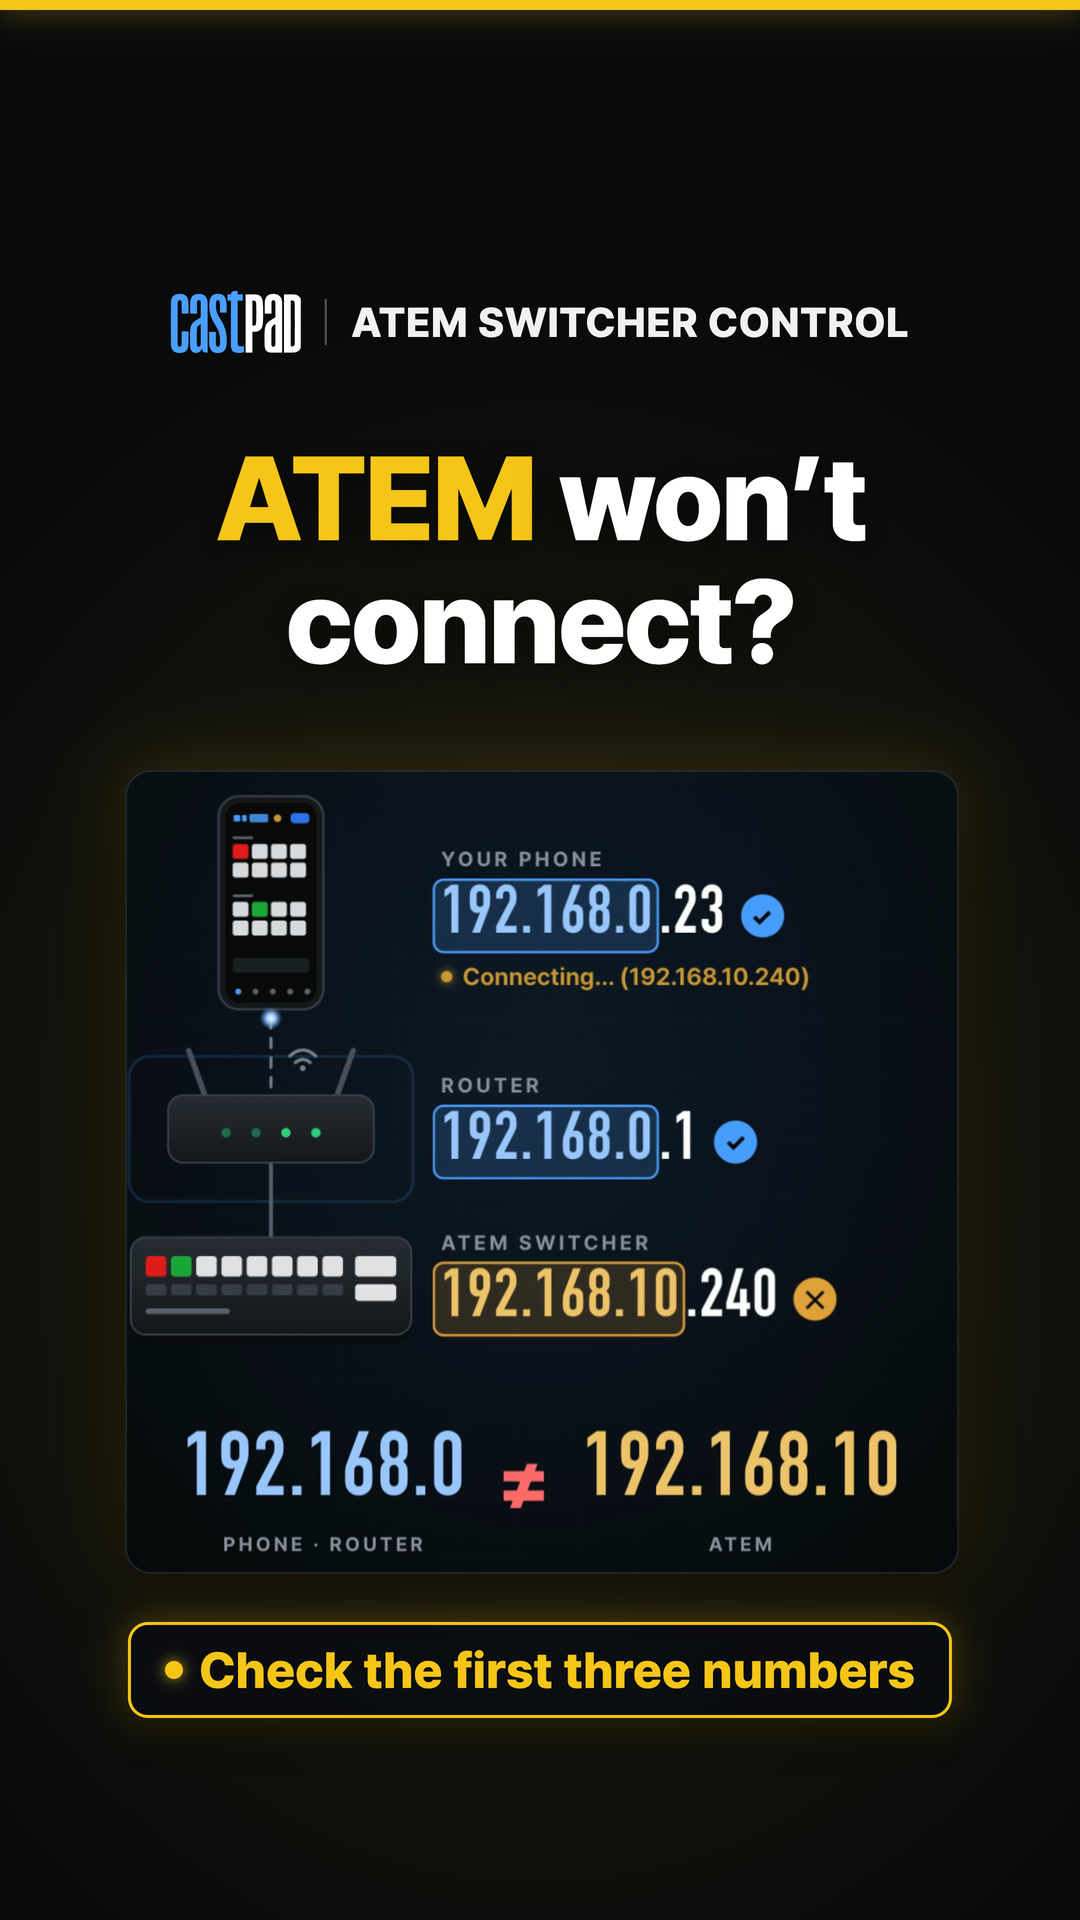 castpad ATEM SWITCHER CONTROL
ATEM won’t
connect?
YOUR PHONE
192.168.0.23
Connecting... (192.168.10.240)
ROUTER
192.168.0.1
ATEM SWITCHER
192.168.10.240
192.168.0 ≠ 192.168.10
PHONE · ROUTER ATEM
Check the first three numbers